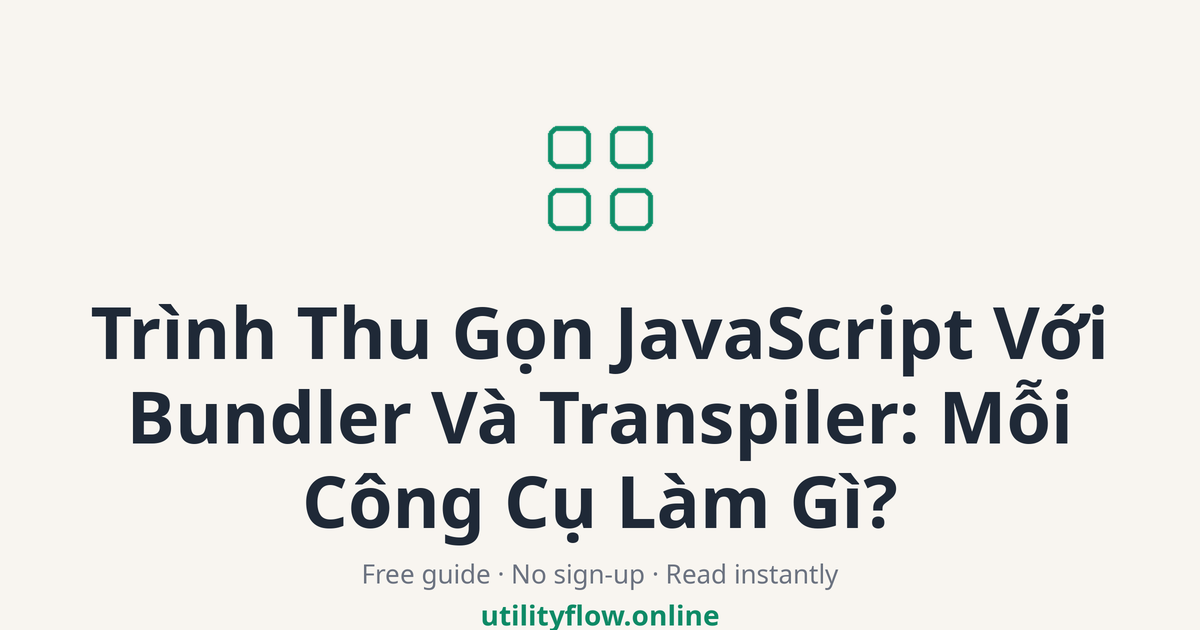 Trình Thu Gọn JavaScript Với
Bundler Và Transpiler: Mỗi
Công Cụ Làm Gì?
Free guide · No sign-up · Read instantly
utilityflow.online